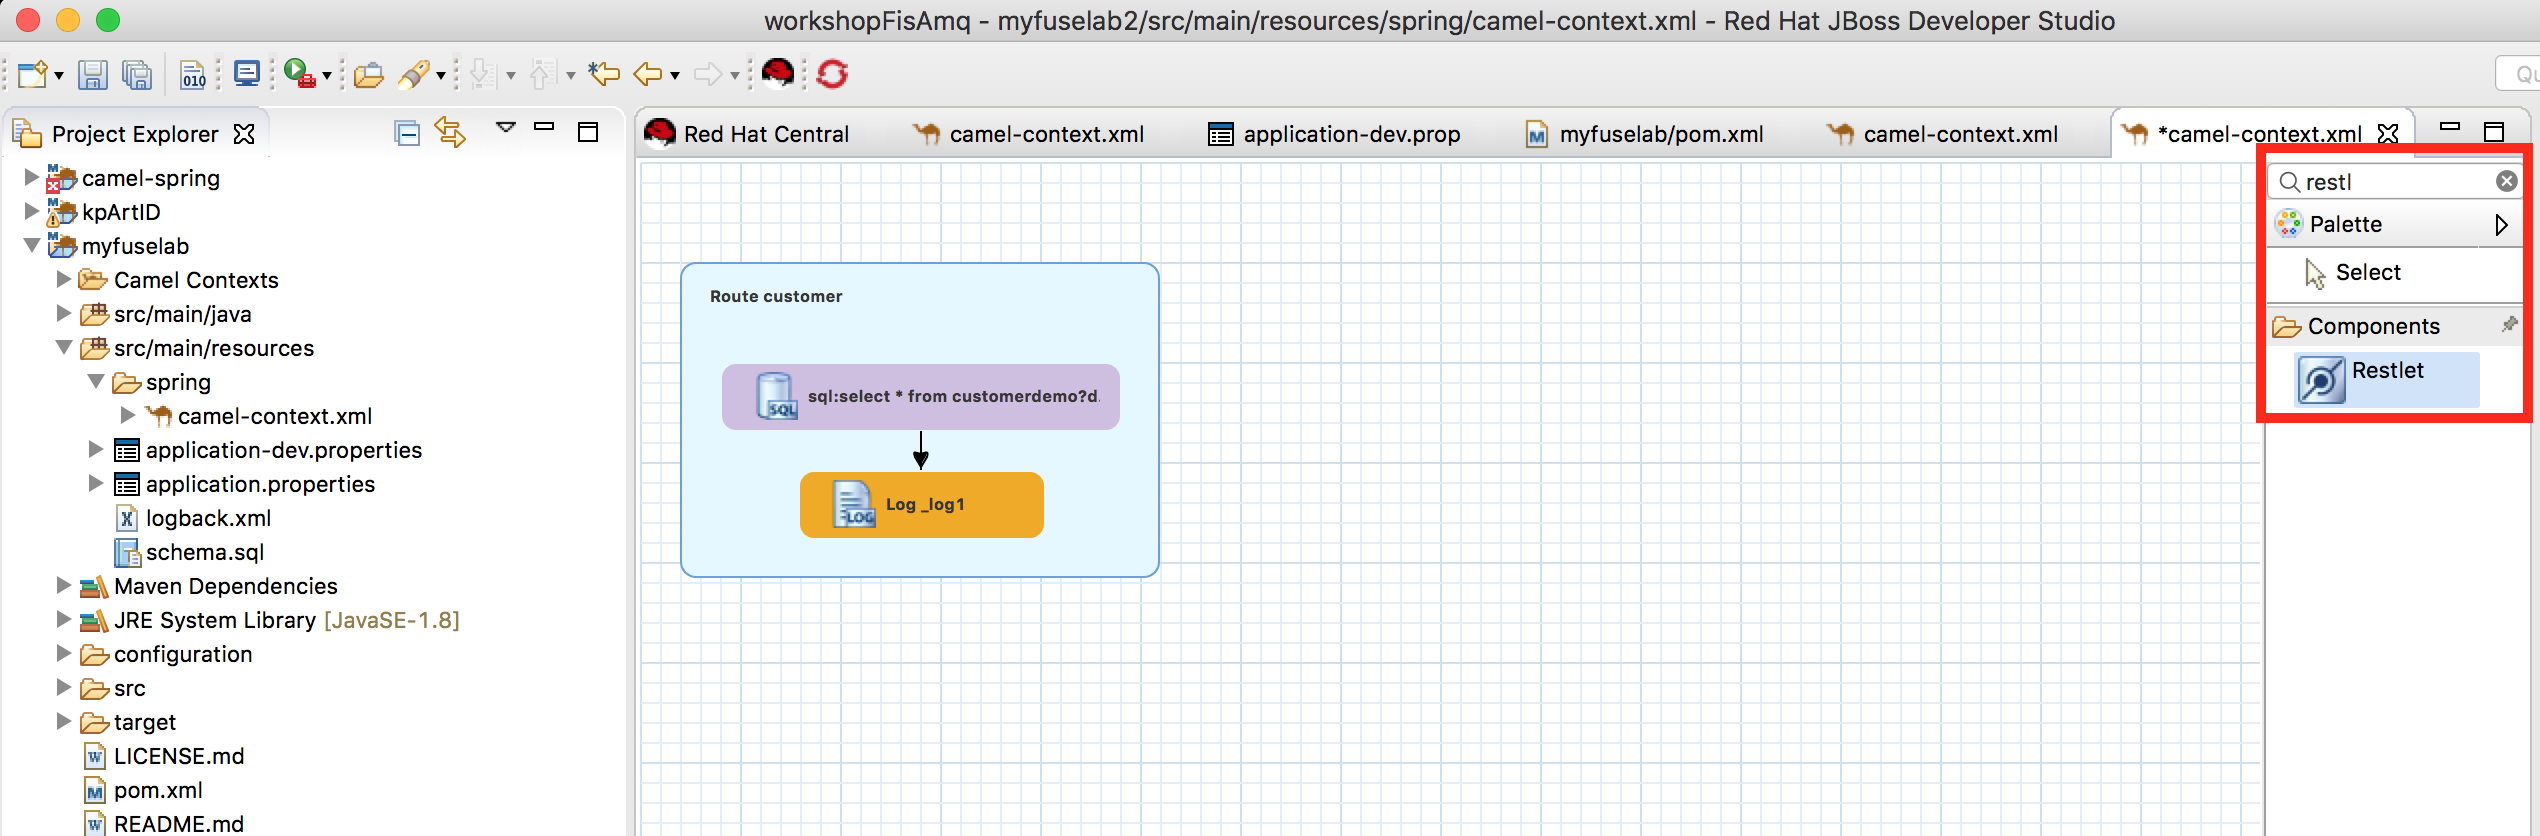 workshopFisAmq - myfuselab2/src/main/resources/spring/camel-context.xml - Red Hat JBoss Developer Studio
010
Qu
Project Explorer
Red Hat Central
camel-context.xml
application-dev.prop
myfuselab/pom.xml
camel-context.xml
*camel-context.xml
camel-spring
kpArtID
myfuselab
Camel Contexts
src/main/java
src/main/resources
spring
camel-context.xml
application-dev.properties
application.properties
logback.xml
schema.sql
Maven Dependencies
JRE System Library [JavaSE-1.8]
configuration
src
target
LICENSE.md
pom.xml
README.md
Route customer
SQL
sql:select * from customerdemo?d.
LOG
Log _log1
restl
Palette
Select
Components
Restlet